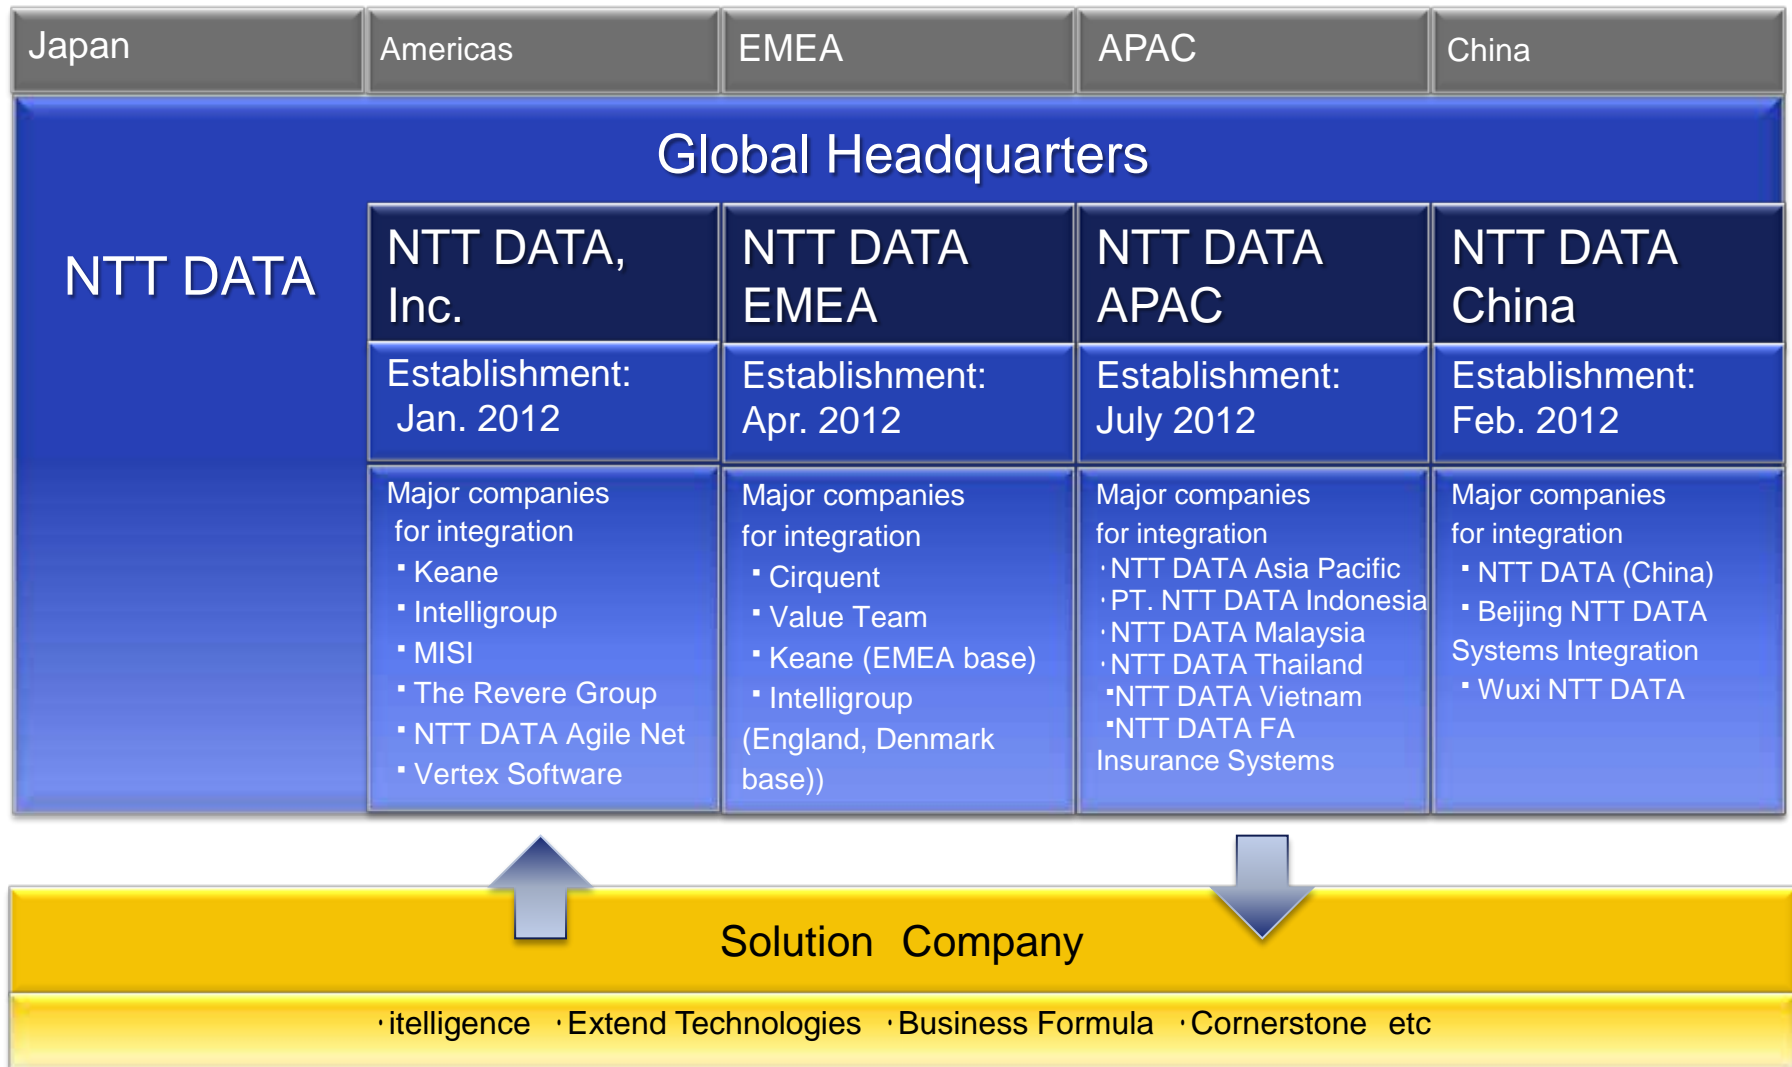 Japan
Americas
EMEA
APAC
China
Global Headquarters
NTT DATA
NTT DATA,
Inc.
Establishment:
Jan. 2012
Major companies
for integration
▪ Keane
▪ Intelligroup
▪ MISI
▪ The Revere Group
▪ NTT DATA Agile Net
▪ Vertex Software
NTT DATA
EMEA
Establishment:
Apr. 2012
Major companies
for integration
▪ Cirquent
▪ Value Team
▪ Keane (EMEA base)
▪ Intelligroup
(England, Denmark
base))
NTT DATA
APAC
Establishment:
July 2012
Major companies
for integration
·NTT DATA Asia Pacific
·PT. NTT DATA Indonesia
·NTT DATA Malaysia
·NTT DATA Thailand
▪NTT DATA Vietnam
▪NTT DATA FA
Insurance Systems
NTT DATA
China
Establishment:
Feb. 2012
Major companies
for integration
▪ NTT DATA (China)
▪ Beijing NTT DATA
Systems Integration
▪ Wuxi NTT DATA
Solution Company
·itelligence ·Extend Technologies ·Business Formula ·Cornerstone etc